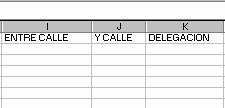 I J K
ENTRE CALLE Y CALLE DELEGACION